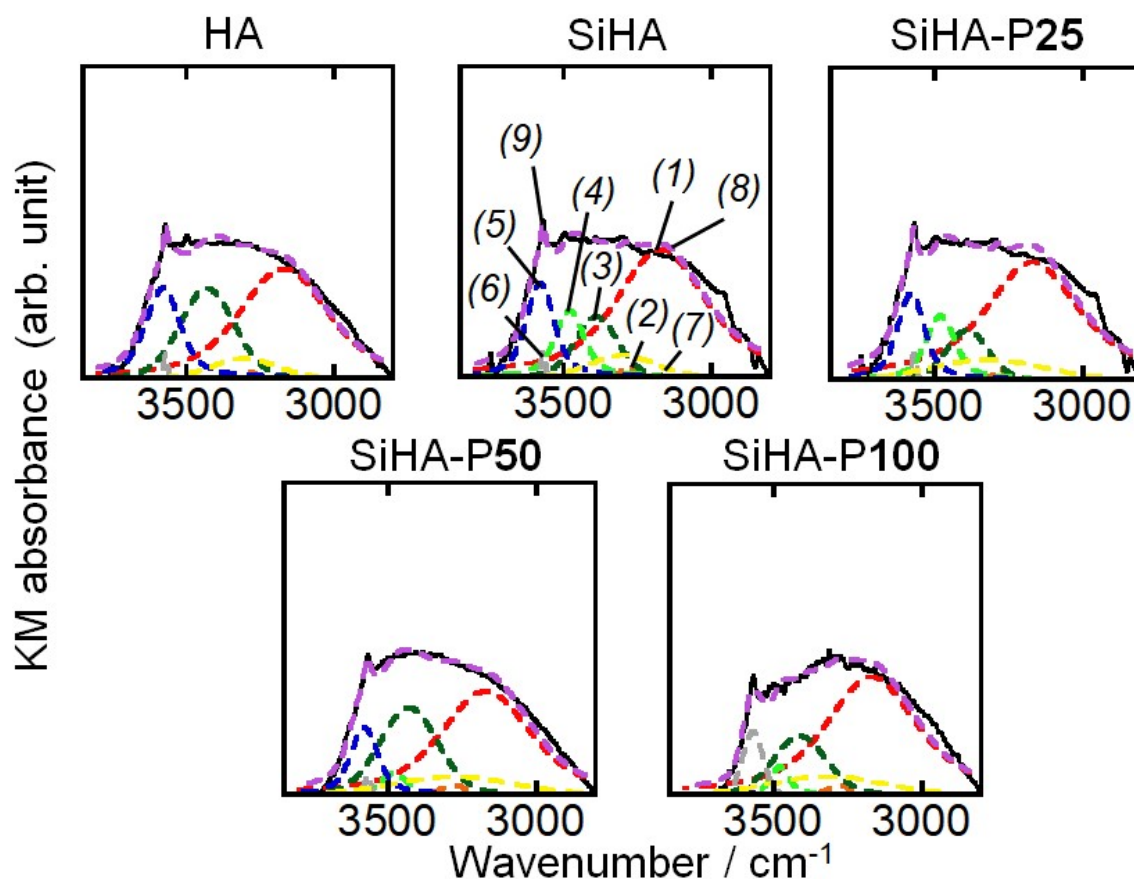 HA
SiHA
SiHA-P25
KM absorbance (arb. unit)
(9)
(4)
(1)
(8)
(5)
(3)
(6)
(2)
(7)
3500 3000
3500 3000
3500 3000
SiHA-P50
SiHA-P100
3500 3000
3500 3000
Wavenumber / cm⁻¹